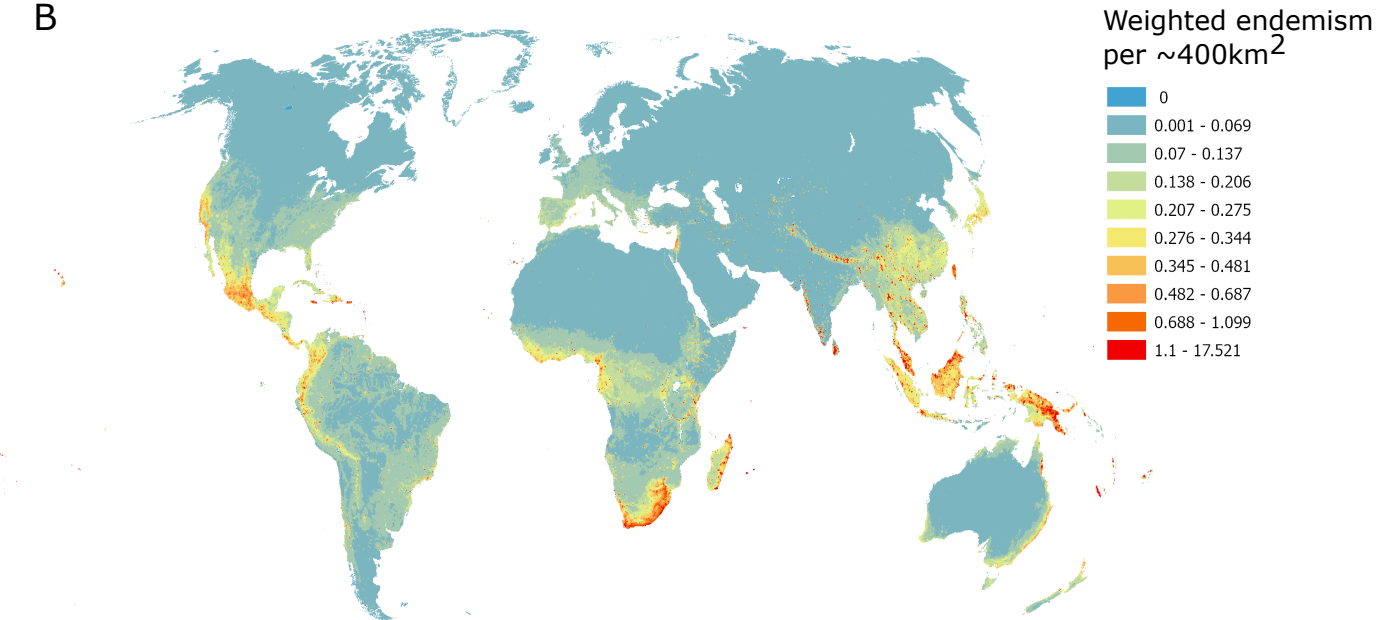 B
Weighted endemism
per ~400km2
0
0.001 - 0.069
0.07 - 0.137
0.138 - 0.206
0.207 - 0.275
0.276 - 0.344
0.345 - 0.481
0.482 - 0.687
0.688 - 1.099
1.1 - 17.521